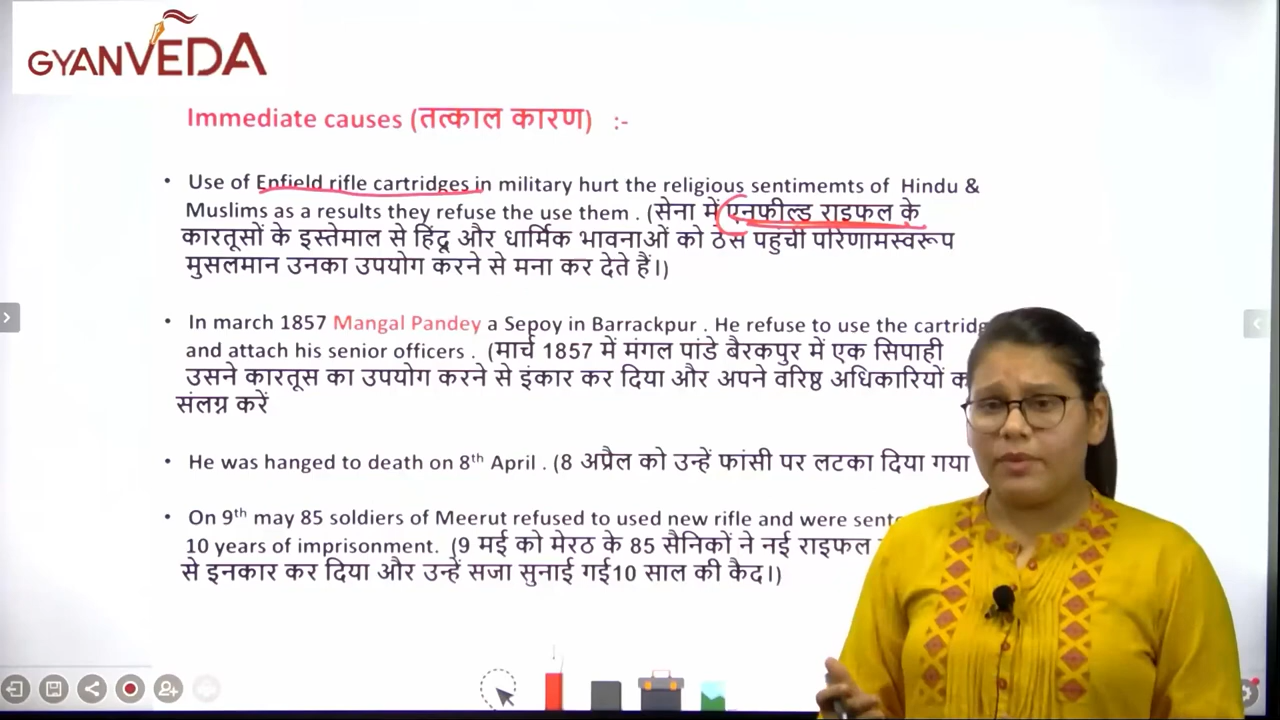 GYANVEDA
Immediate causes (तत्काल कारण) :-
• Use of Enfield rifle cartridges in military hurt the religious sentimemts of Hindu &
Muslims as a results they refuse the use them . (सेना में एनफील्ड राइफल के
कारतूसों के इस्तेमाल से हिंदू और धार्मिक भावनाओं को ठेस पहुंची परिणामस्वरूप
मुसलमान उनका उपयोग करने से मना कर देते हैं।)
• In march 1857 Mangal Pandey a Sepoy in Barrackpur . He refuse to use the
and attach his senior officers . (मार्च 1857 में मंगल पांडे बैरकपुर में एक सिपाही
उसने कारतूस का उपयोग करने से इंकार कर दिया और अपने वरिष्ठ अधिकारियों
संलग्न करें
• He was hanged to death on 8th April . (8 अप्रैल को उन्हें फांसी पर लटका दिया गया
• On 9th may 85 soldiers of Meerut refused to used new rifle and were
10 years of imprisonment. (9 मई को मेरठ के 85 सैनिकों ने नई राइफल
से इनकार कर दिया और उन्हें सजा सुनाई गई10 साल की कैद।)